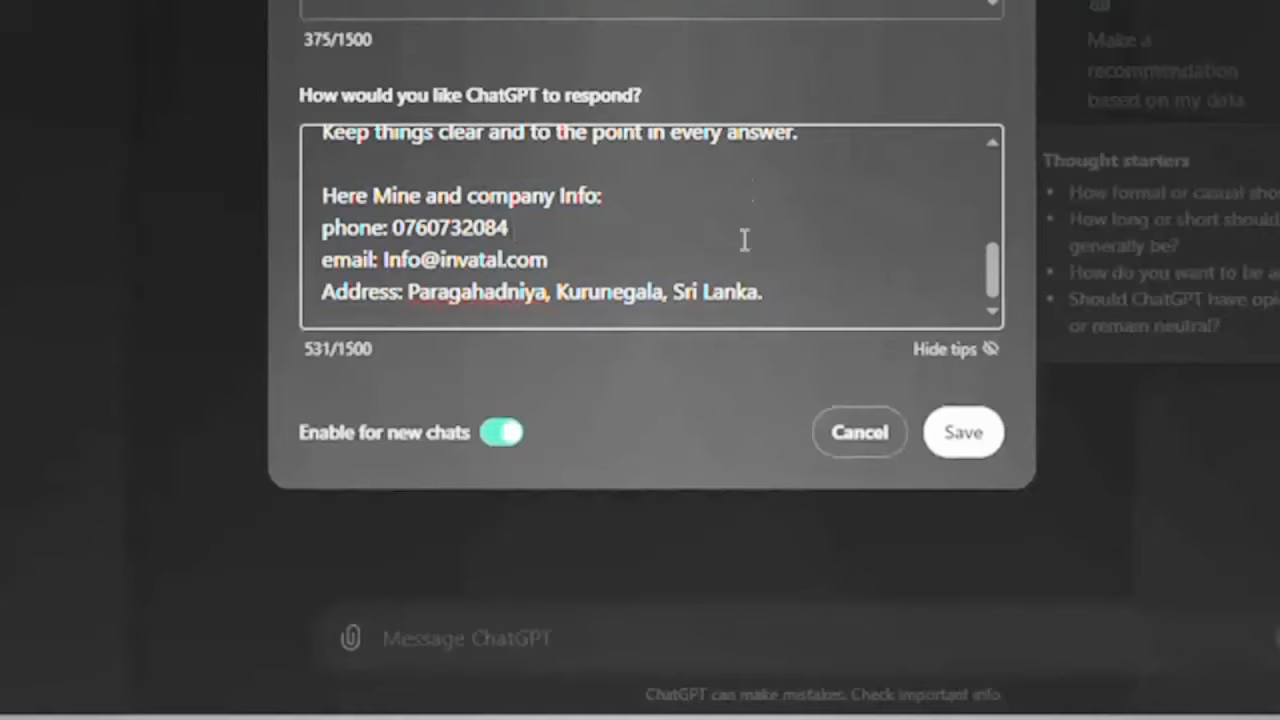 375/1500
Make a
recommendation
based on my data
How would you like ChatGPT to respond?
Keep things clear and to the point in every answer.
Here Mine and company Info:
phone: 0760732084
email: Info@invatal.com
Address: Paragahadniya, Kurunegala, Sri Lanka.
Thought starters
How formal or casual sho
How long or short should
generally be?
How do you want to be a
Should ChatGPT have opi
or remain neutral?
531/1500
Hide tips
Enable for new chats
Cancel
Save
Message ChatGPT
ChatGPT can make mistakes. Check important info.